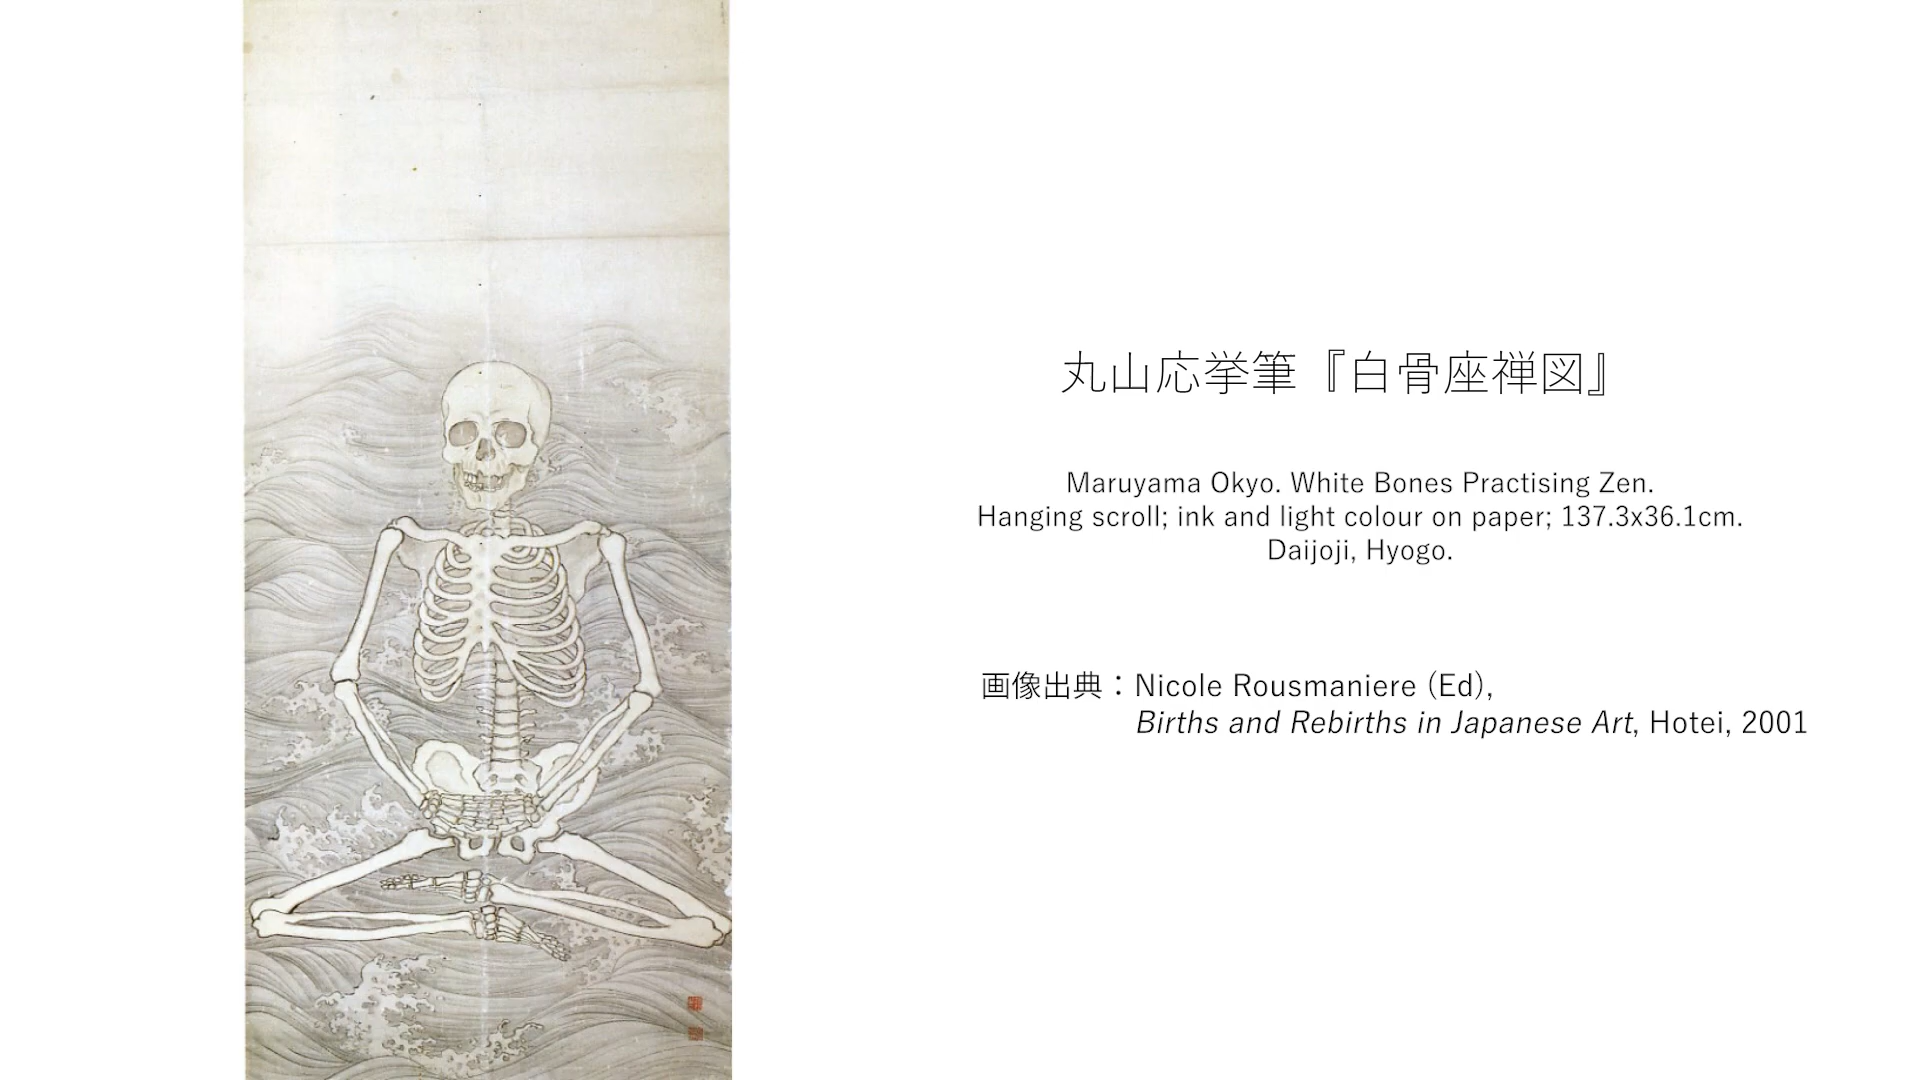 丸山応挙筆『白骨座禅図』
Maruyama Okyo. White Bones Practising Zen.
Hanging scroll; ink and light colour on paper; 137.3x36.1cm.
Daijoji, Hyogo.
画像出典：Nicole Rousmaniere (Ed),
Births and Rebirths in Japanese Art, Hotei, 2001